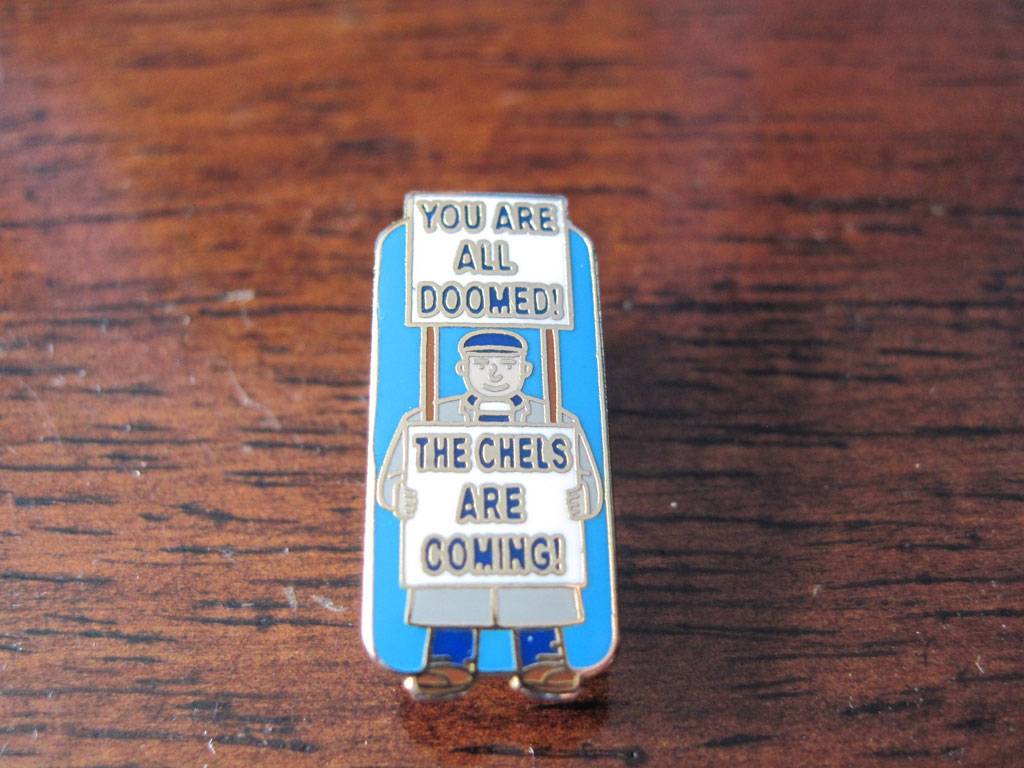 YOU ARE
ALL
DOOMED!
THE CHELS
ARE
COMING!